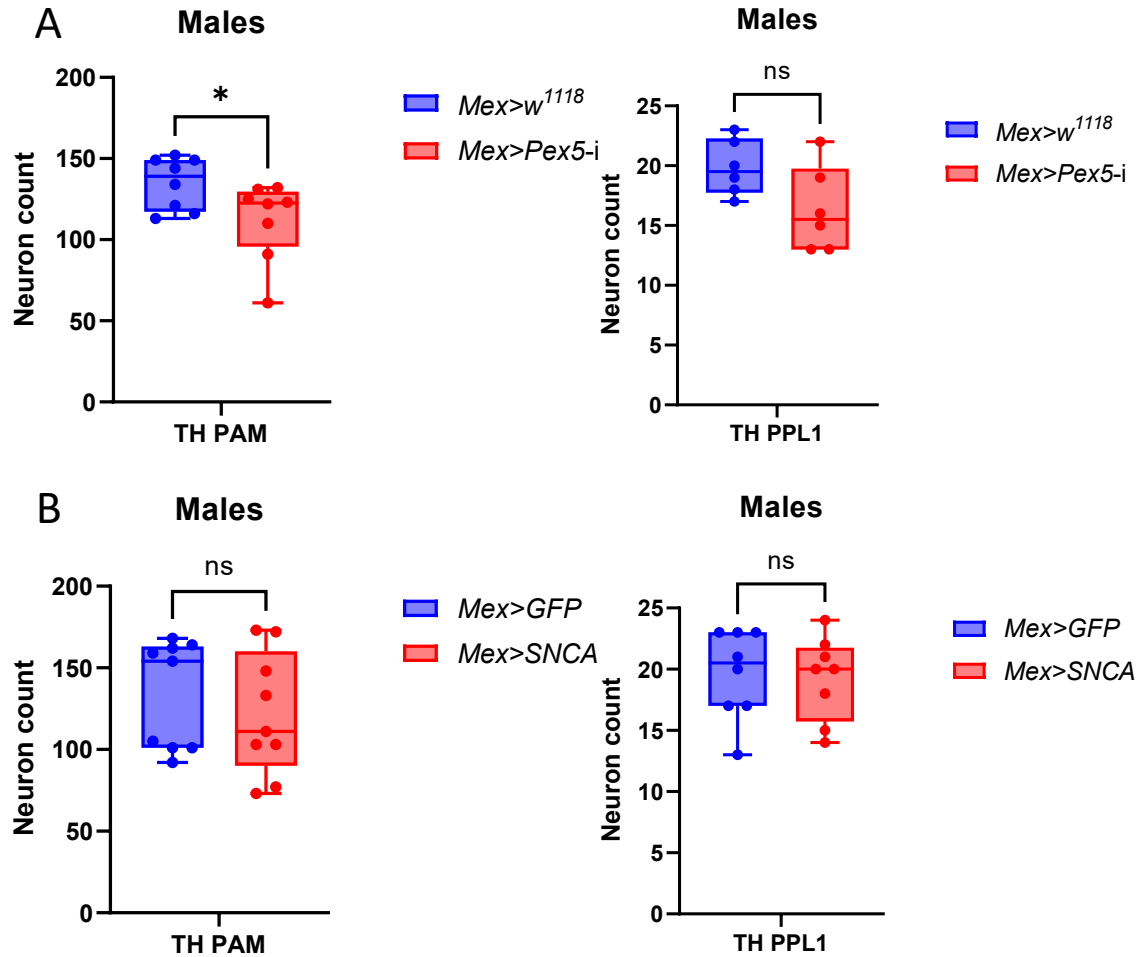 A
Males
*
Mex>w¹¹¹⁸
Mex>Pex5-i
Neuron count
200
150
100
50
0
TH PAM
Males
ns
Mex>w¹¹¹⁸
Mex>Pex5-i
Neuron count
25
20
15
10
5
0
TH PPL1
B
Males
ns
Mex>GFP
Mex>SNCA
Neuron count
200
150
100
50
0
TH PAM
Males
ns
Mex>GFP
Mex>SNCA
Neuron count
25
20
15
10
5
0
TH PPL1